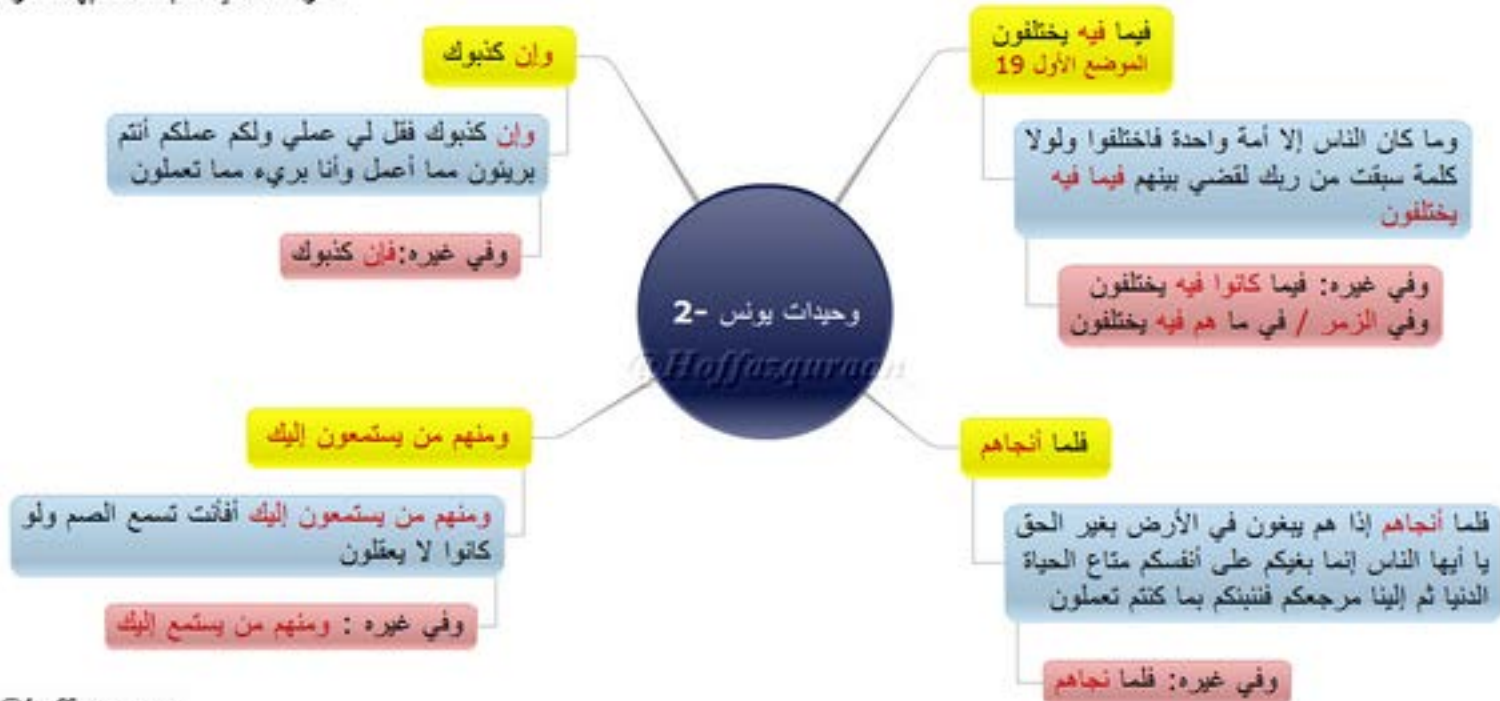 فيما فيه يختلفون
الموضع الأول 19
وما كان الناس إلا أمة واحدة فاختلفوا ولولا
كلمة سبقت من ربك لقضي بينهم فيما فيه
يختلفون
وفي غيره: فيما كانوا فيه يختلفون
وفي الزمر / في ما هم فيه يختلفون
فلما أنجاهم
فلما أنجاهم إذا هم يبغون في الأرض بغير الحق
يا أيها الناس إنما بغيكم على أنفسكم متاع الحياة
الدنيا ثم إلينا مرجعكم فننبئكم بما كنتم تعملون
وفي غيره: فلما نجاهم
وحيدات يونس -2
@Hoffazquraan
وإن كذبوك
وإن كذبوك فقل لي عملي ولكم عملكم أنتم
بريئون مما أعمل وأنا بريء مما تعملون
وفي غيره:فإن كذبوك
ومنهم من يستمعون إليك
ومنهم من يستمعون إليك أفأنت تسمع الصم ولو
كانوا لا يعقلون
وفي غيره : ومنهم من يستمع إليك